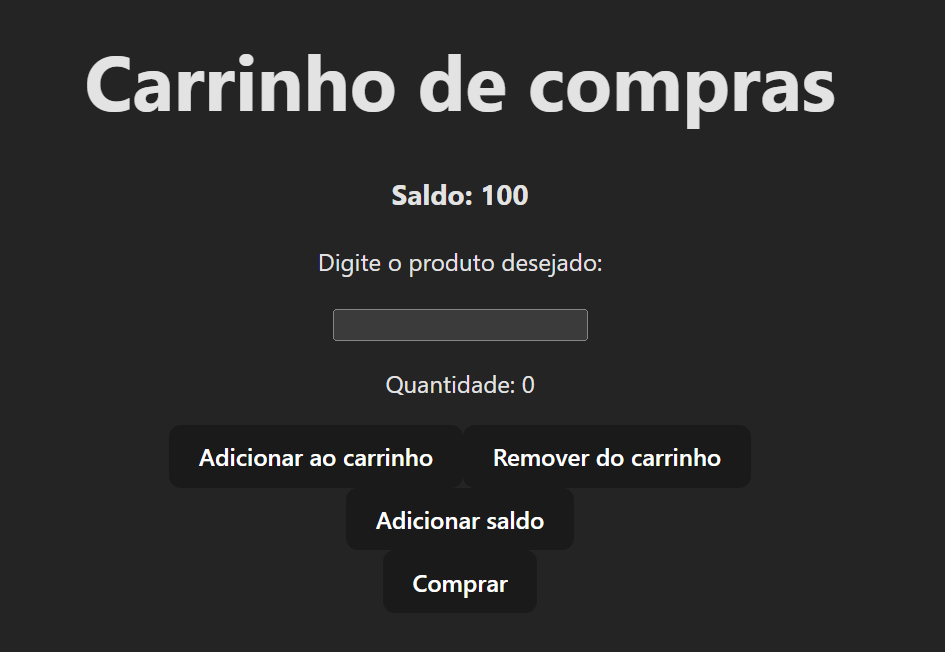 Carrinho de compras
Saldo: 100
Digite o produto desejado:
Quantidade: 0
Adicionar ao carrinho Remover do carrinho
Adicionar saldo
Comprar